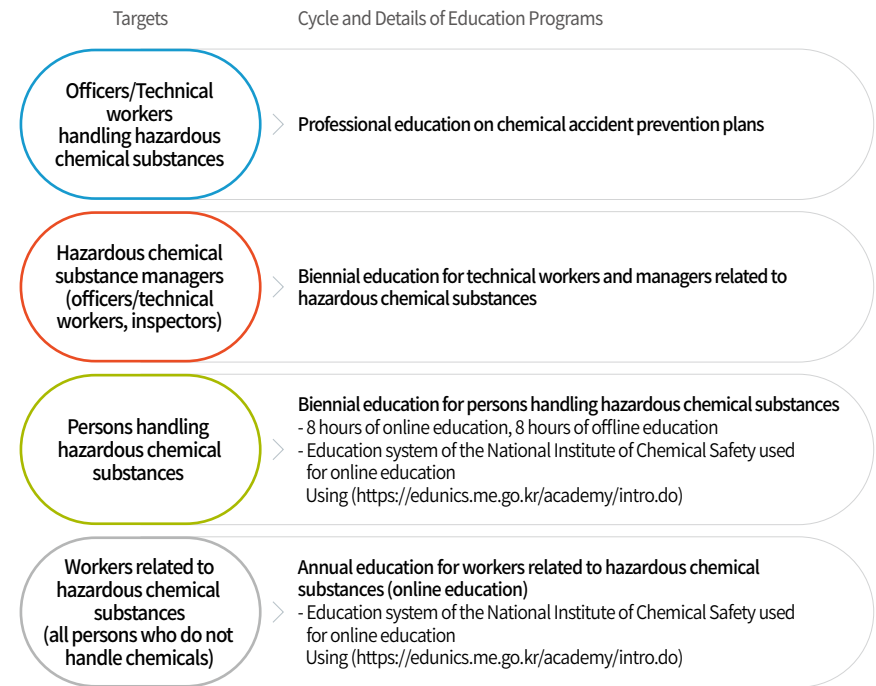 Targets
Cycle and Details of Education Programs
Officers/Technical
workers
handling hazardous
chemical substances
Professional education on chemical accident prevention plans
Hazardous chemical
substance managers
(officers/technical
workers, inspectors)
Biennial education for technical workers and managers related to
hazardous chemical substances
Persons handling
hazardous chemical
substances
Biennial education for persons handling hazardous chemical substances
- 8 hours of online education, 8 hours of offline education
- Education system of the National Institute of Chemical Safety used
for online education
Using (https://edunics.me.go.kr/academy/intro.do)
Workers related to
hazardous chemical
substances
(all persons who do not
handle chemicals)
Annual education for workers related to hazardous chemical
substances (online education)
- Education system of the National Institute of Chemical Safety used
for online education
Using (https://edunics.me.go.kr/academy/intro.do)